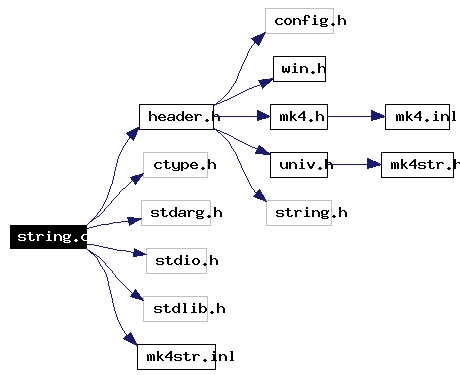 config.h
win.h
header.h
mk4.h
mk4.inl
ctype.h
univ.h
mk4str.h
stdarg.h
string.h
string.c
stdio.h
stdlib.h
mk4str.inl